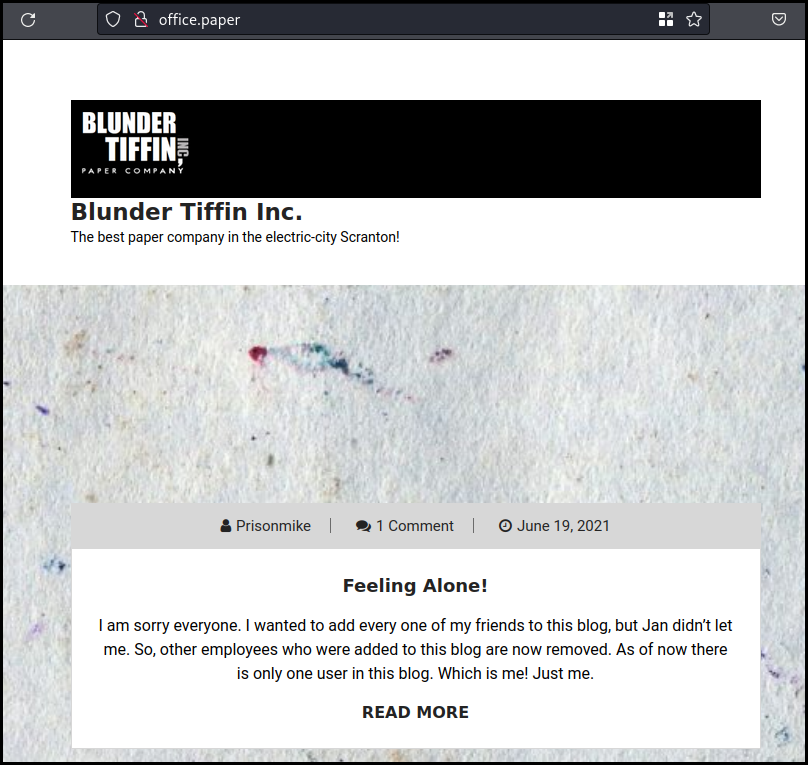 office.paper
BLUNDER
TIFFIN, INC
PAPER COMPANY
Blunder Tiffin Inc.
The best paper company in the electric-city Scranton!
Prisonmike | 1 Comment | June 19, 2021
Feeling Alone!
I am sorry everyone. I wanted to add every one of my friends to this blog, but Jan didn’t let
me. So, other employees who were added to this blog are now removed. As of now there
is only one user in this blog. Which is me! Just me.
READ MORE